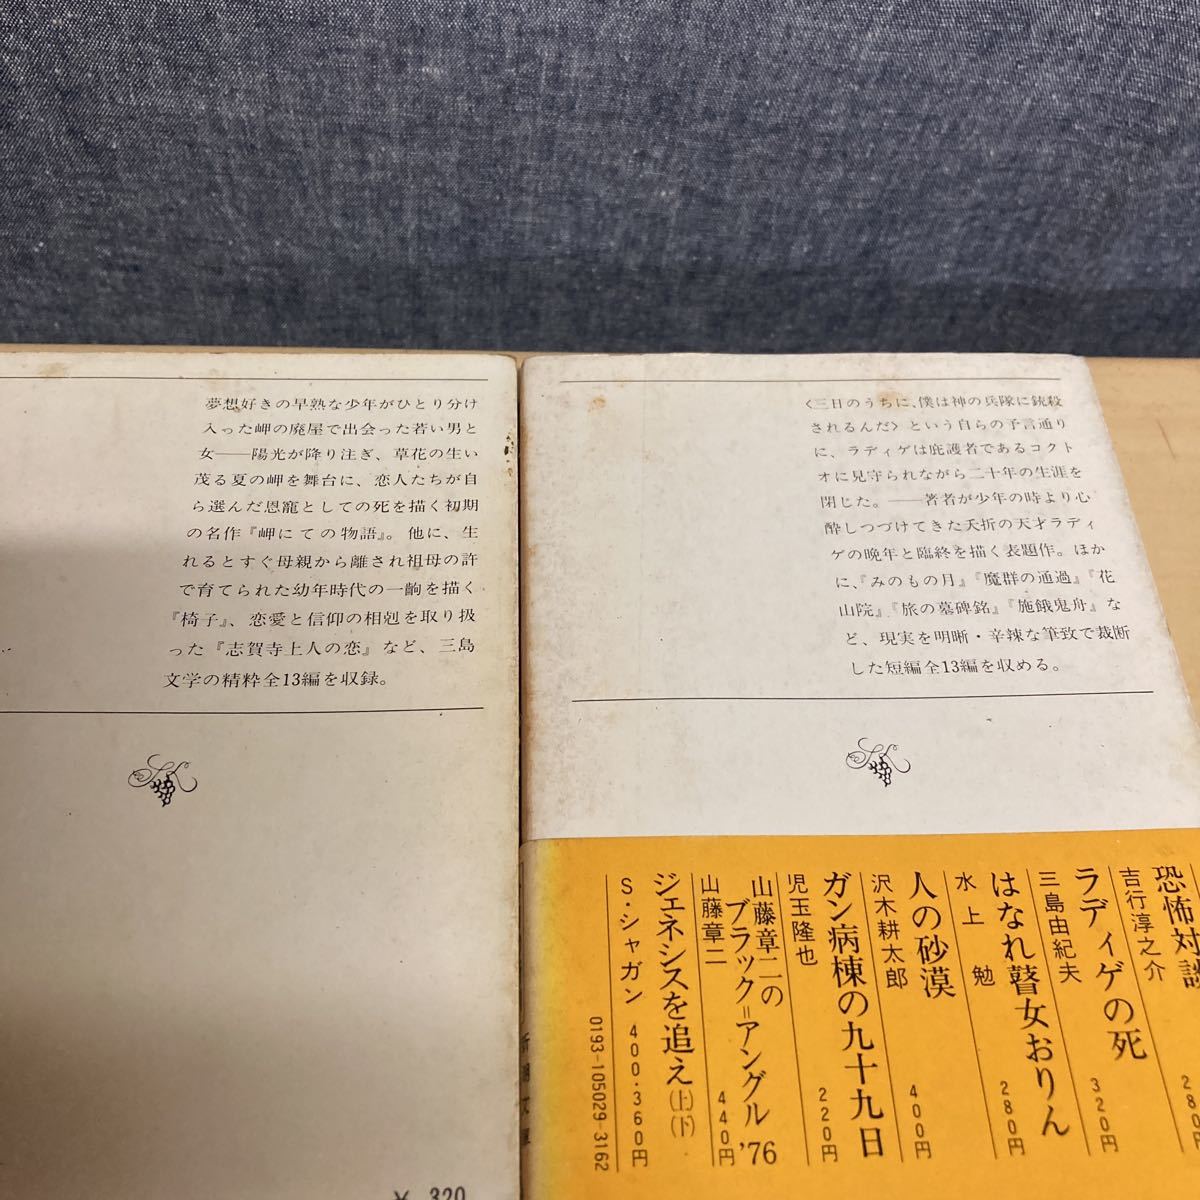 夢想好きの早熟な少年がひとり分け
入った岬の廃屋で出会った若い男と
女——陽光が降り注ぎ、草花の生い
茂る夏の岬を舞台に、恋人たちが自
ら選んだ恩寵としての死を描く初期
の名作『岬にての物語』。他に、生
れるとすぐ母親から離され祖母の許
で育てられた幼年時代の一齣を描く
『椅子』、恋愛と信仰の相剋を取り扱
った『志賀寺上人の恋』など、三島
文学の精粋全13編を収録。
¥ 320
〈三日のうちに、僕は神の兵隊に銃殺
されるんだ〉という自らの予言通り
に、ラディゲは庇護者であるコクト
オに見守られながら二十年の生涯を
閉じた。——著者が少年の時より心
酔しつづけてきた夭折の天才ラディ
ゲの晩年と臨終を描く表題作。ほか
に、『みのもの月』『魔群の通過』『花
山院』『旅の墓碑銘』『施餓鬼舟』な
ど、現実を明晰・辛辣な筆致で裁断
した短編全13編を収める。
恐怖対談
吉行淳之介 280
ラディゲの死
三島由紀夫 320円
はなれ瞽女おりん
水上 勉 280円
人の砂漠
沢木耕太郎 400円
ガン病棟の九十九日
児玉隆也 220円
山藤章二の
ブラック=アングル'76
山藤章二 440円
ジェネシスを追え(上)(下)
S・シャガン 400・360円
0193-105029-3162
新潮文庫